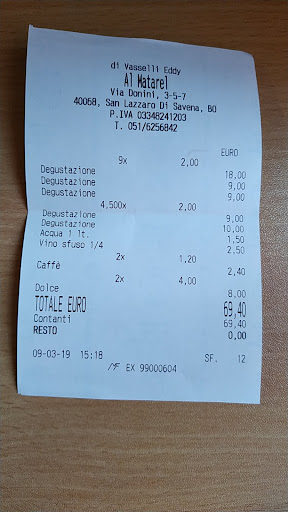 di Vasselli Eddy
Al Matarel
Via Donini, 3-5-7
40068, San Lazzaro Di Savena, BO
P.IVA 03348241203
T. 051/6256842
EURO
9x 2,00
Degustazione 18,00
Degustazione 9,00
Degustazione 9,00
4,500x 2,00
Degustazione 9,00
Degustazione 10,00
Acqua 1 lt. 1,50
Vino sfuso 1/4 2,50
2x 1,20
Caffè 2,40
2x 4,00
Dolce 8,00
TOTALE EURO 69,40
Contanti 69,40
RESTO 0,00
09-03-19 15:18 SF. 12
MF EX 99000604